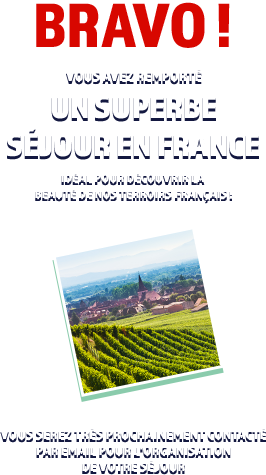 BRAVO !
VOUS AVEZ REMPORTÉ
UN SUPERBE
SÉJOUR EN FRANCE
IDÉAL POUR DÉCOUVRIR LA
BEAUTÉ DE NOS TERROIRS FRANÇAIS !
VOUS SEREZ TRÈS PROCHAINEMENT CONTACTÉ
PAR EMAIL POUR L'ORGANISATION
DE VOTRE SÉJOUR